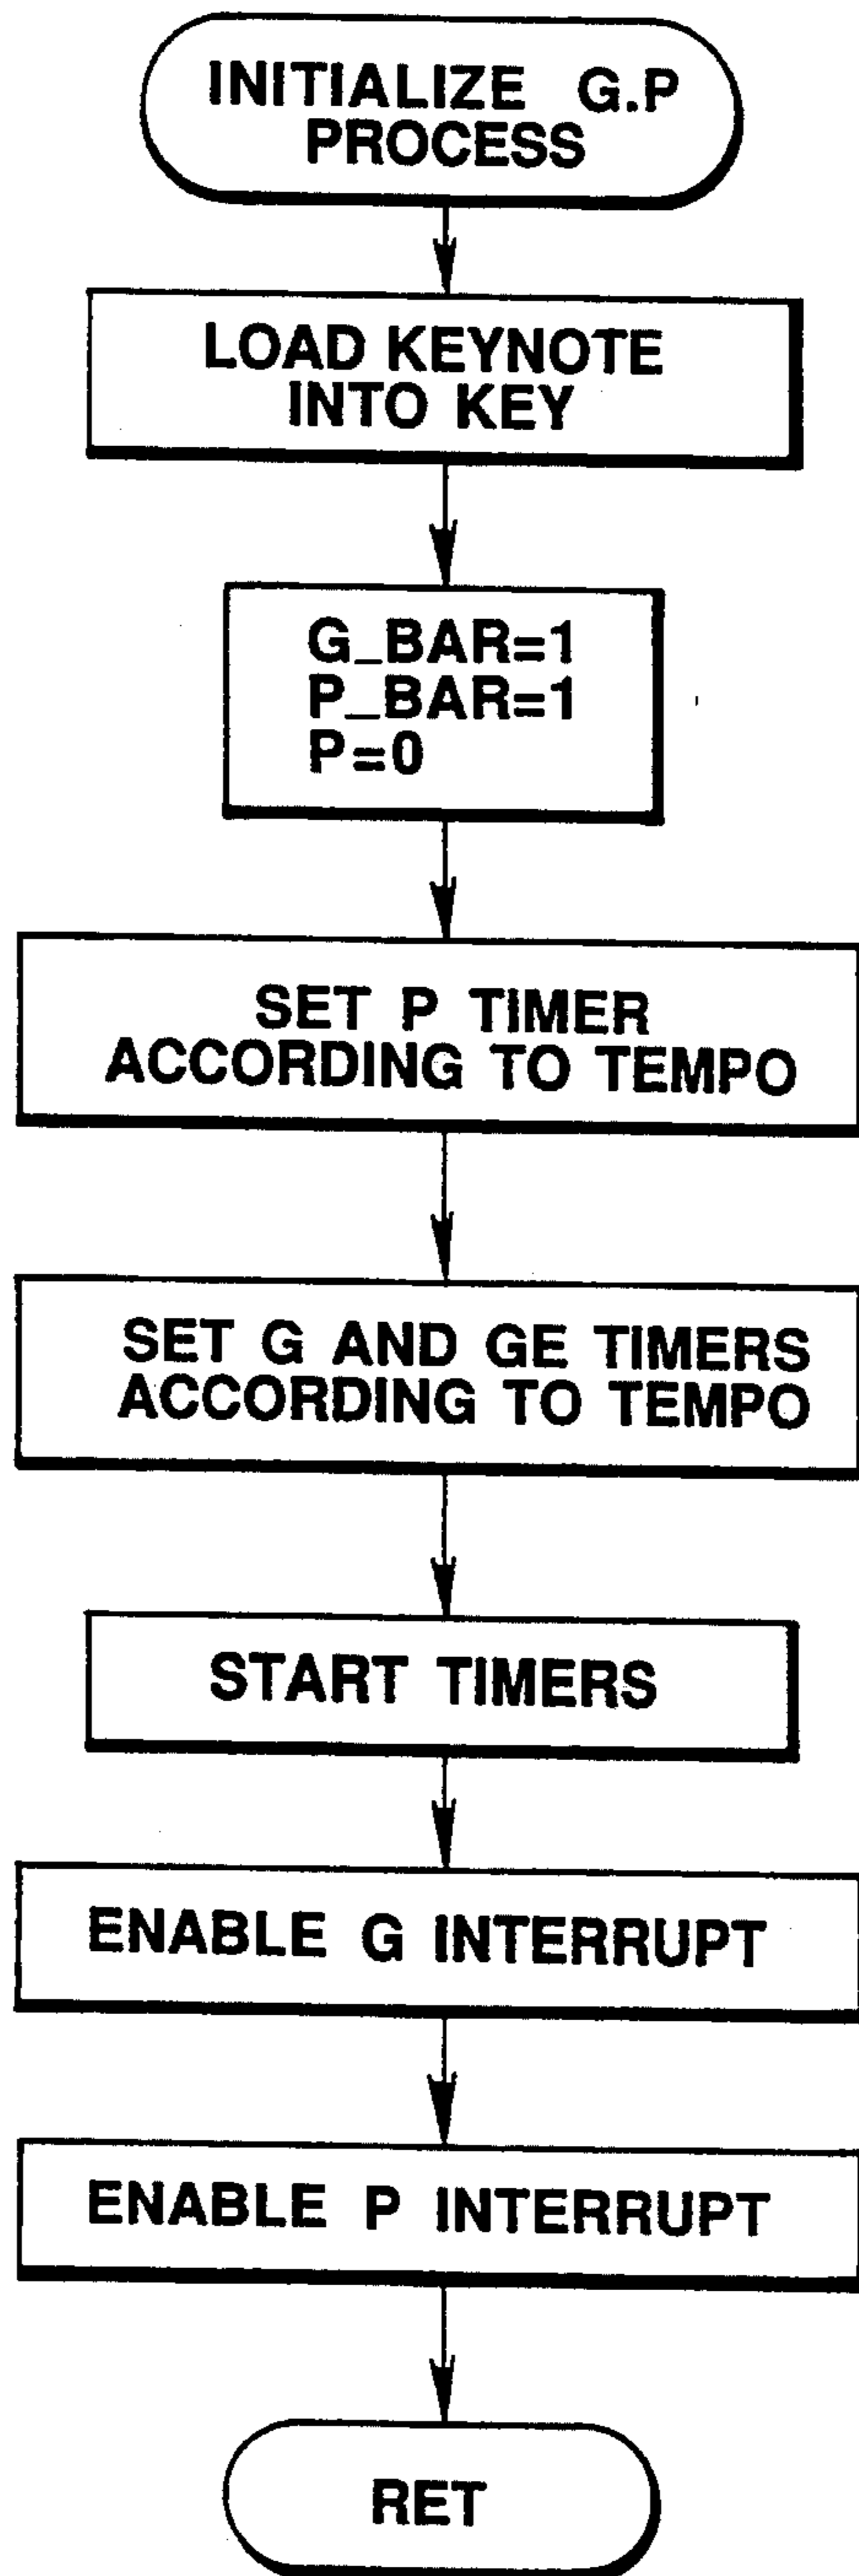 INITIALIZE G.P
PROCESS
LOAD KEYNOTE
INTO KEY
G_BAR=1
P_BAR=1
P=0
SET P TIMER
ACCORDING TO TEMPO
SET G AND GE TIMERS
ACCORDING TO TEMPO
START TIMERS
ENABLE G INTERRUPT
ENABLE P INTERRUPT
RET